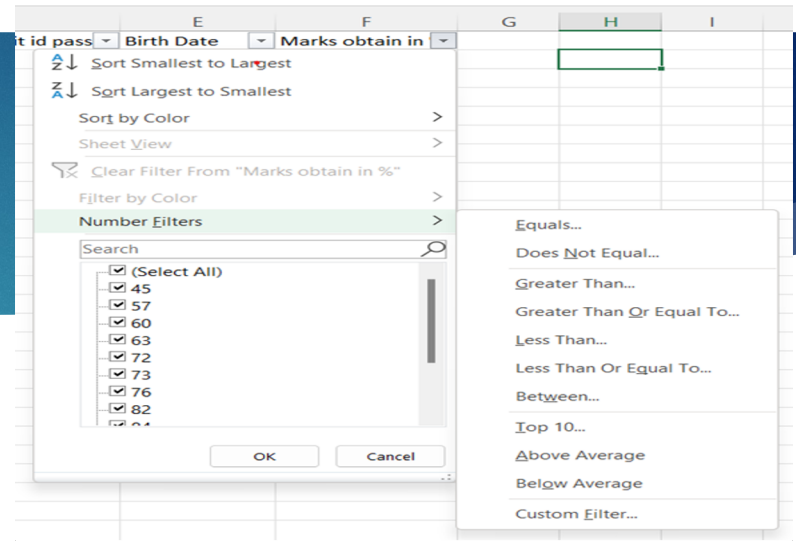 E F G H I
it id pass Birth Date Marks obtain in
Sort Smallest to Largest
Sort Largest to Smallest
Sort by Color
Sheet View
Clear Filter From "Marks obtain in %"
Filter by Color
Number Filters
Search
(Select All)
45
57
60
63
72
73
76
82
OK Cancel
Equals...
Does Not Equal...
Greater Than...
Greater Than Or Equal To...
Less Than...
Less Than Or Equal To...
Between...
Top 10...
Above Average
Below Average
Custom Filter...